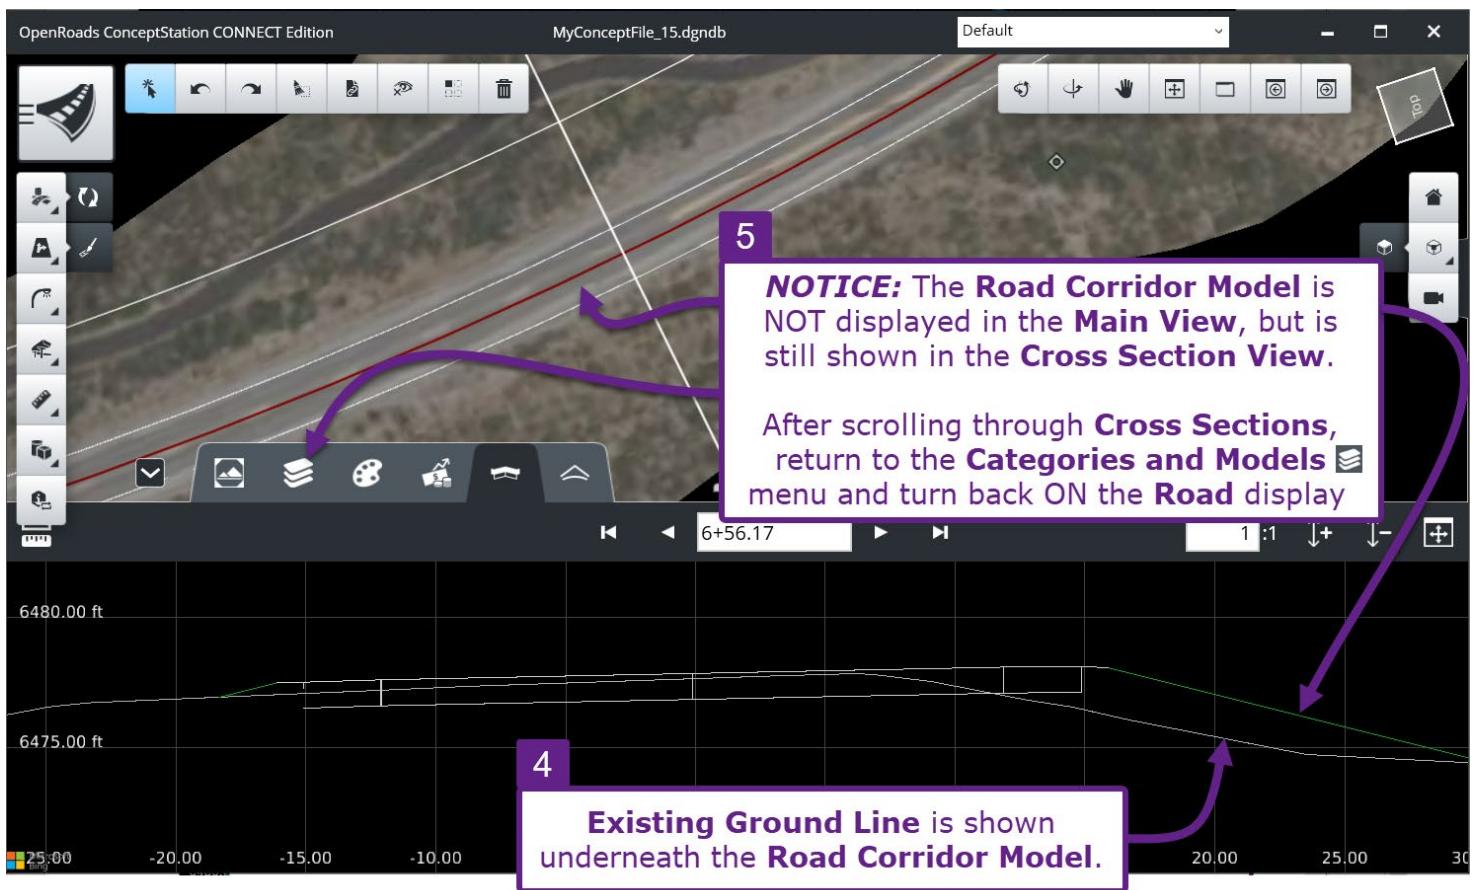 OpenRoads ConceptStation CONNECT Edition
MyConceptFile_15.dgndb
Default
Top
5
NOTICE: The Road Corridor Model is
NOT displayed in the Main View, but is
still shown in the Cross Section View.
After scrolling through Cross Sections,
return to the Categories and Models
menu and turn back ON the Road display
6+56.17
1 :1
6480.00 ft
6475.00 ft
4
Existing Ground Line is shown
underneath the Road Corridor Model.
-20.00
-15.00
-10.00
20.00
25.00